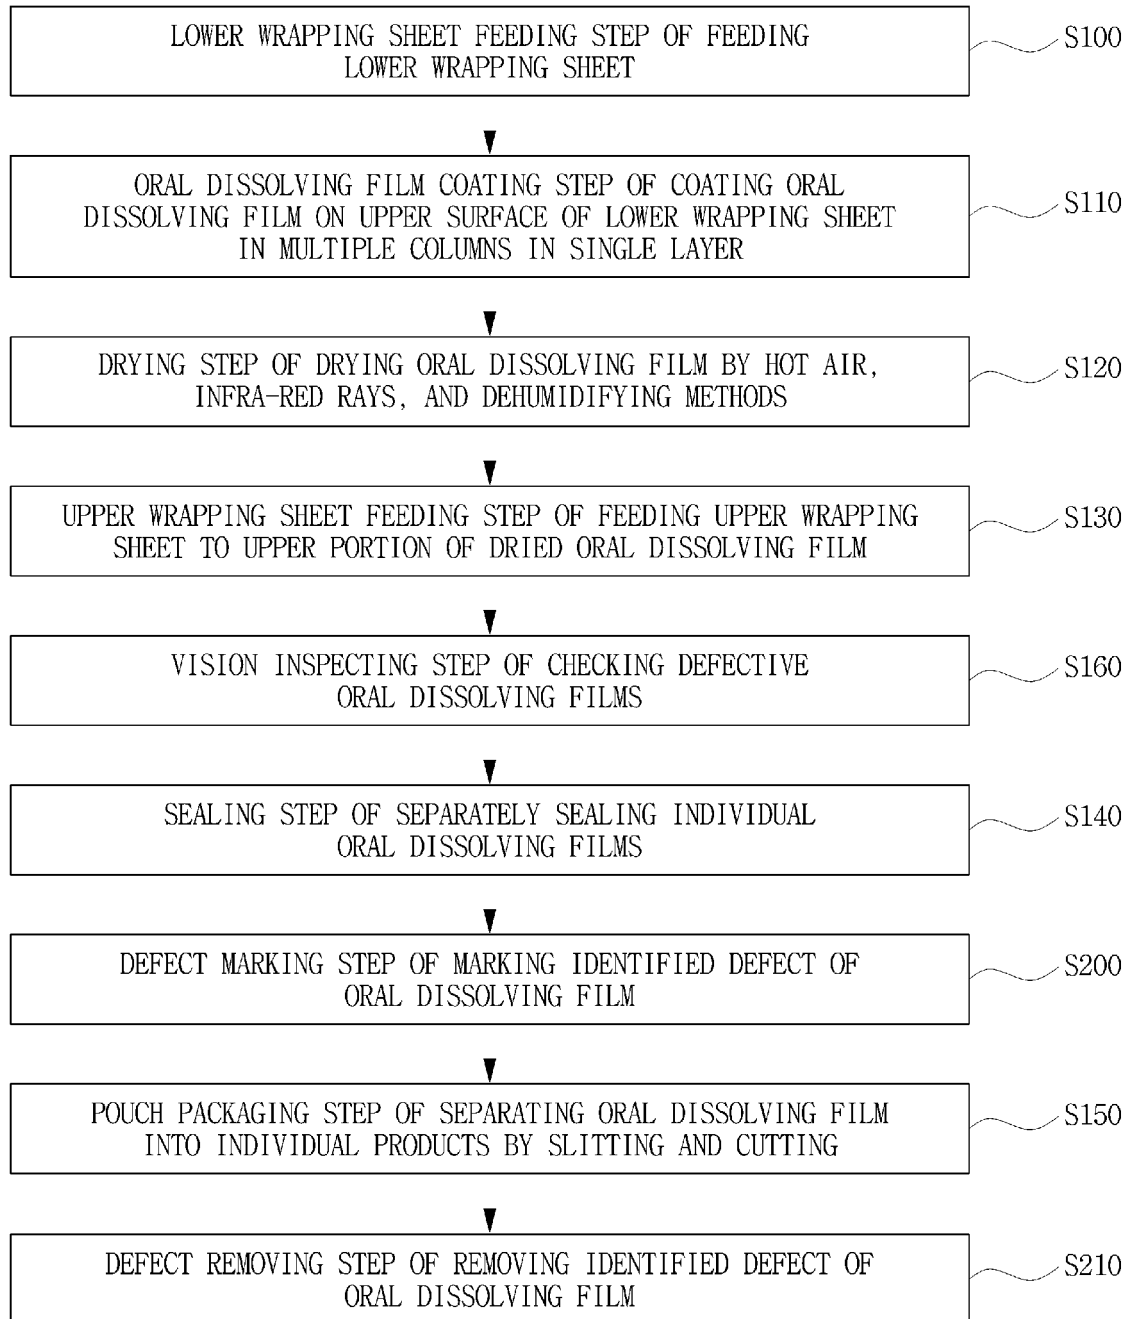 LOWER WRAPPING SHEET FEEDING STEP OF FEEDING
LOWER WRAPPING SHEET
S100
ORAL DISSOLVING FILM COATING STEP OF COATING ORAL
DISSOLVING FILM ON UPPER SURFACE OF LOWER WRAPPING SHEET
IN MULTIPLE COLUMNS IN SINGLE LAYER
S110
DRYING STEP OF DRYING ORAL DISSOLVING FILM BY HOT AIR,
INFRA-RED RAYS, AND DEHUMIDIFYING METHODS
S120
UPPER WRAPPING SHEET FEEDING STEP OF FEEDING UPPER WRAPPING
SHEET TO UPPER PORTION OF DRIED ORAL DISSOLVING FILM
S130
VISION INSPECTING STEP OF CHECKING DEFECTIVE
ORAL DISSOLVING FILMS
S160
SEALING STEP OF SEPARATELY SEALING INDIVIDUAL
ORAL DISSOLVING FILMS
S140
DEFECT MARKING STEP OF MARKING IDENTIFIED DEFECT OF
ORAL DISSOLVING FILM
S200
POUCH PACKAGING STEP OF SEPARATING ORAL DISSOLVING FILM
INTO INDIVIDUAL PRODUCTS BY SLITTING AND CUTTING
S150
DEFECT REMOVING STEP OF REMOVING IDENTIFIED DEFECT OF
ORAL DISSOLVING FILM
S210